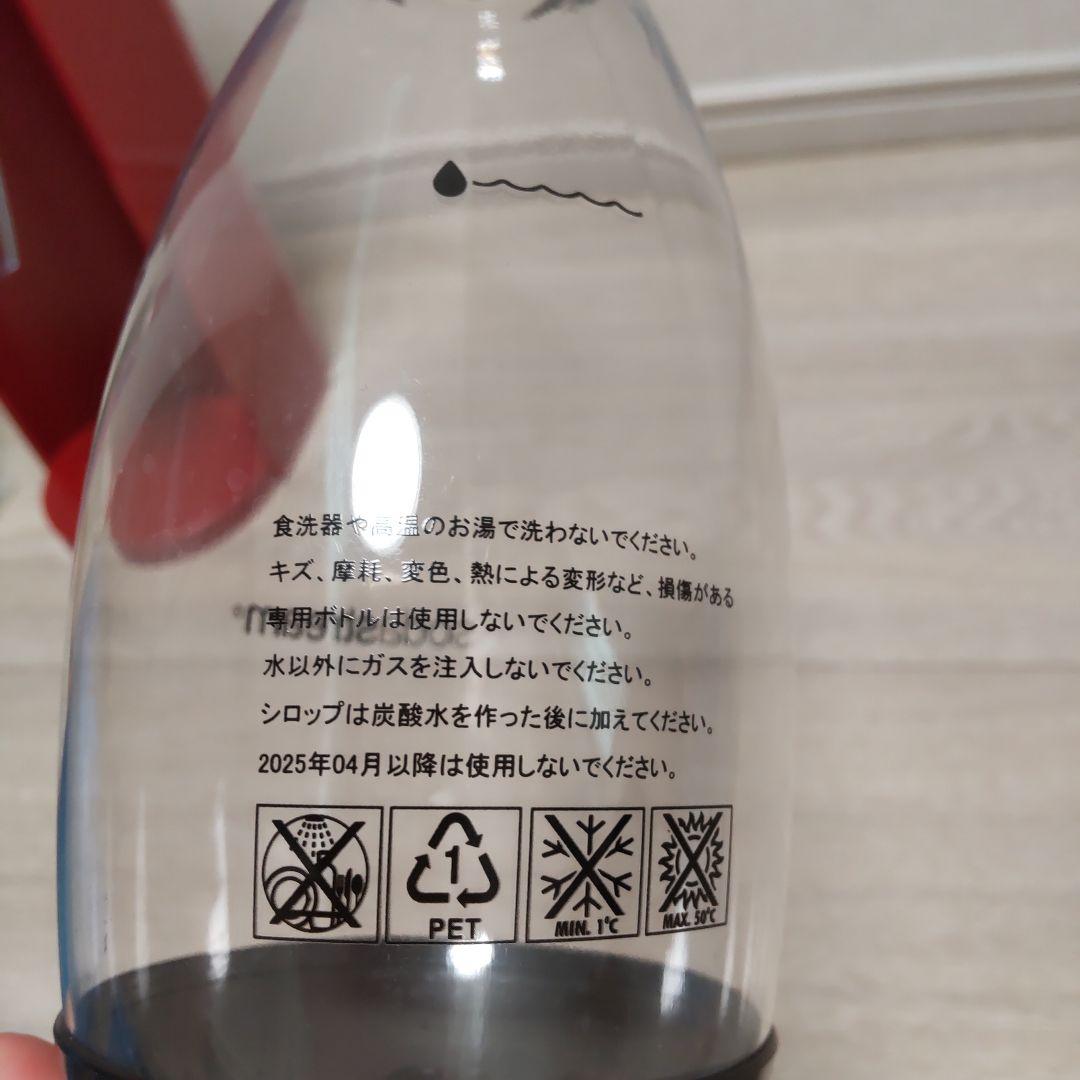 食洗器や高温のお湯で洗わないでください。
キズ、摩耗、変色、熱による変形など、損傷がある
専用ボトルは使用しないでください。
水以外にガスを注入しないでください。
シロップは炭酸水を作った後に加えてください。
2025年04月以降は使用しないでください。
1
PET
MIN. 1℃
MAX. 50℃